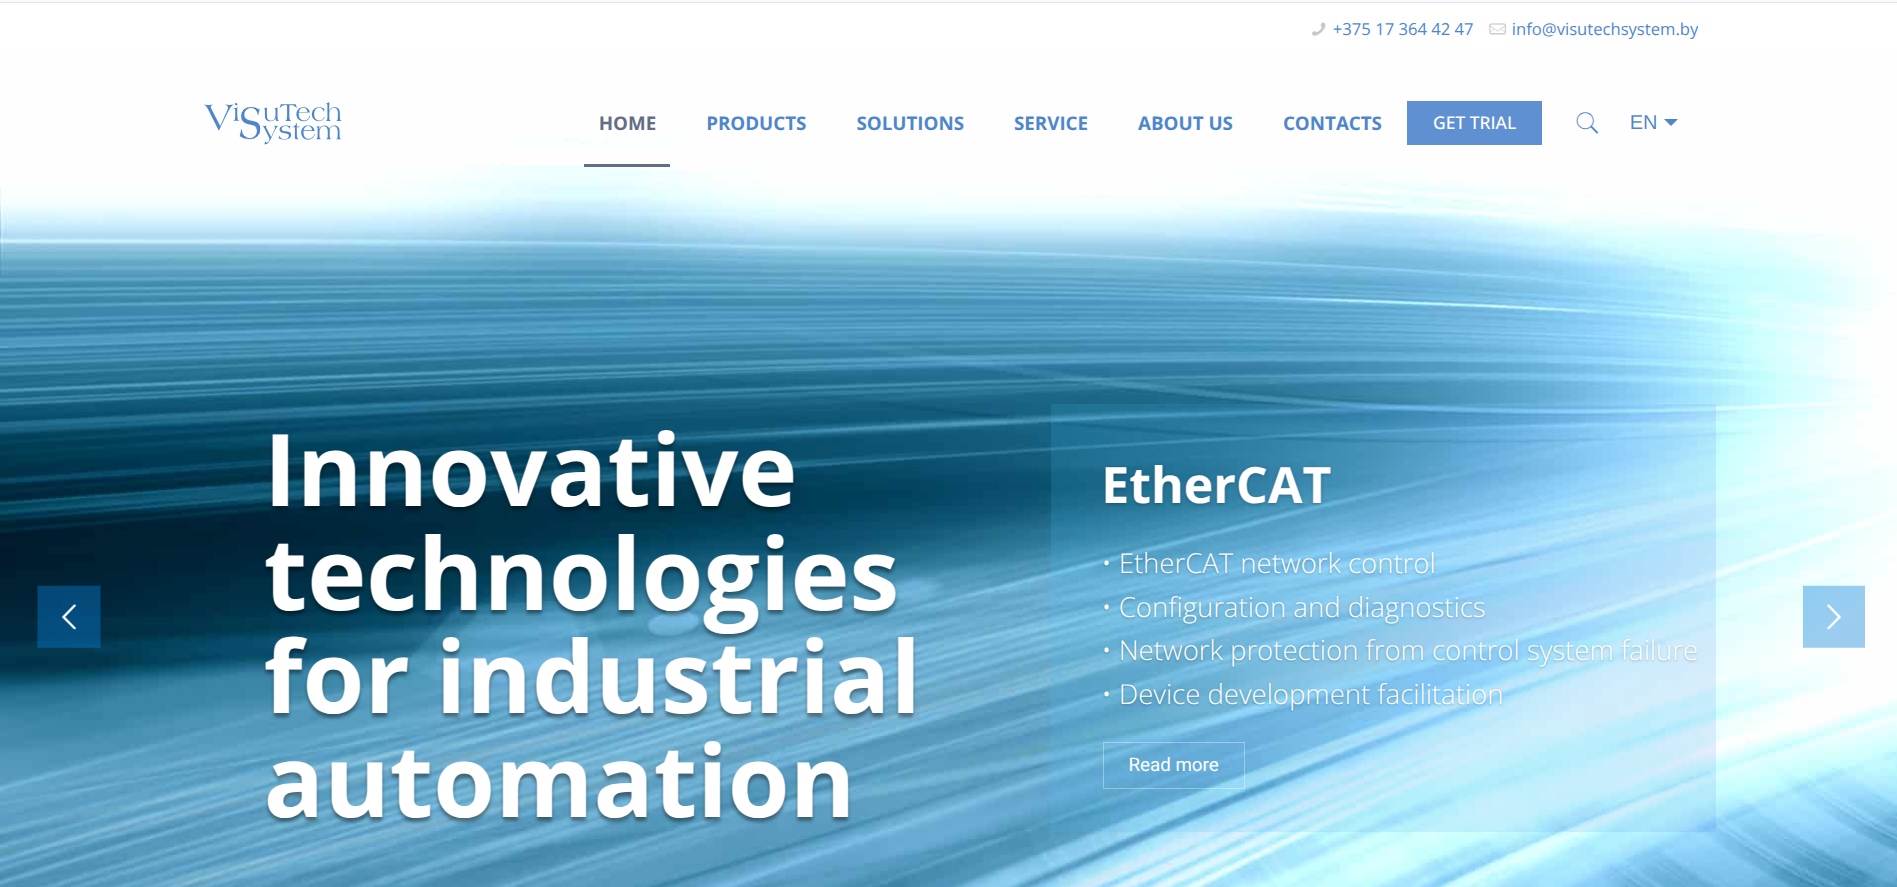 +375 17 364 42 47 info@visutechsystem.by
ViSuTech
System
HOME PRODUCTS SOLUTIONS SERVICE ABOUT US CONTACTS GET TRIAL EN
Innovative
technologies
for industrial
automation
EtherCAT
• EtherCAT network control
• Configuration and diagnostics
• Network protection from control system failure
• Device development facilitation
Read more